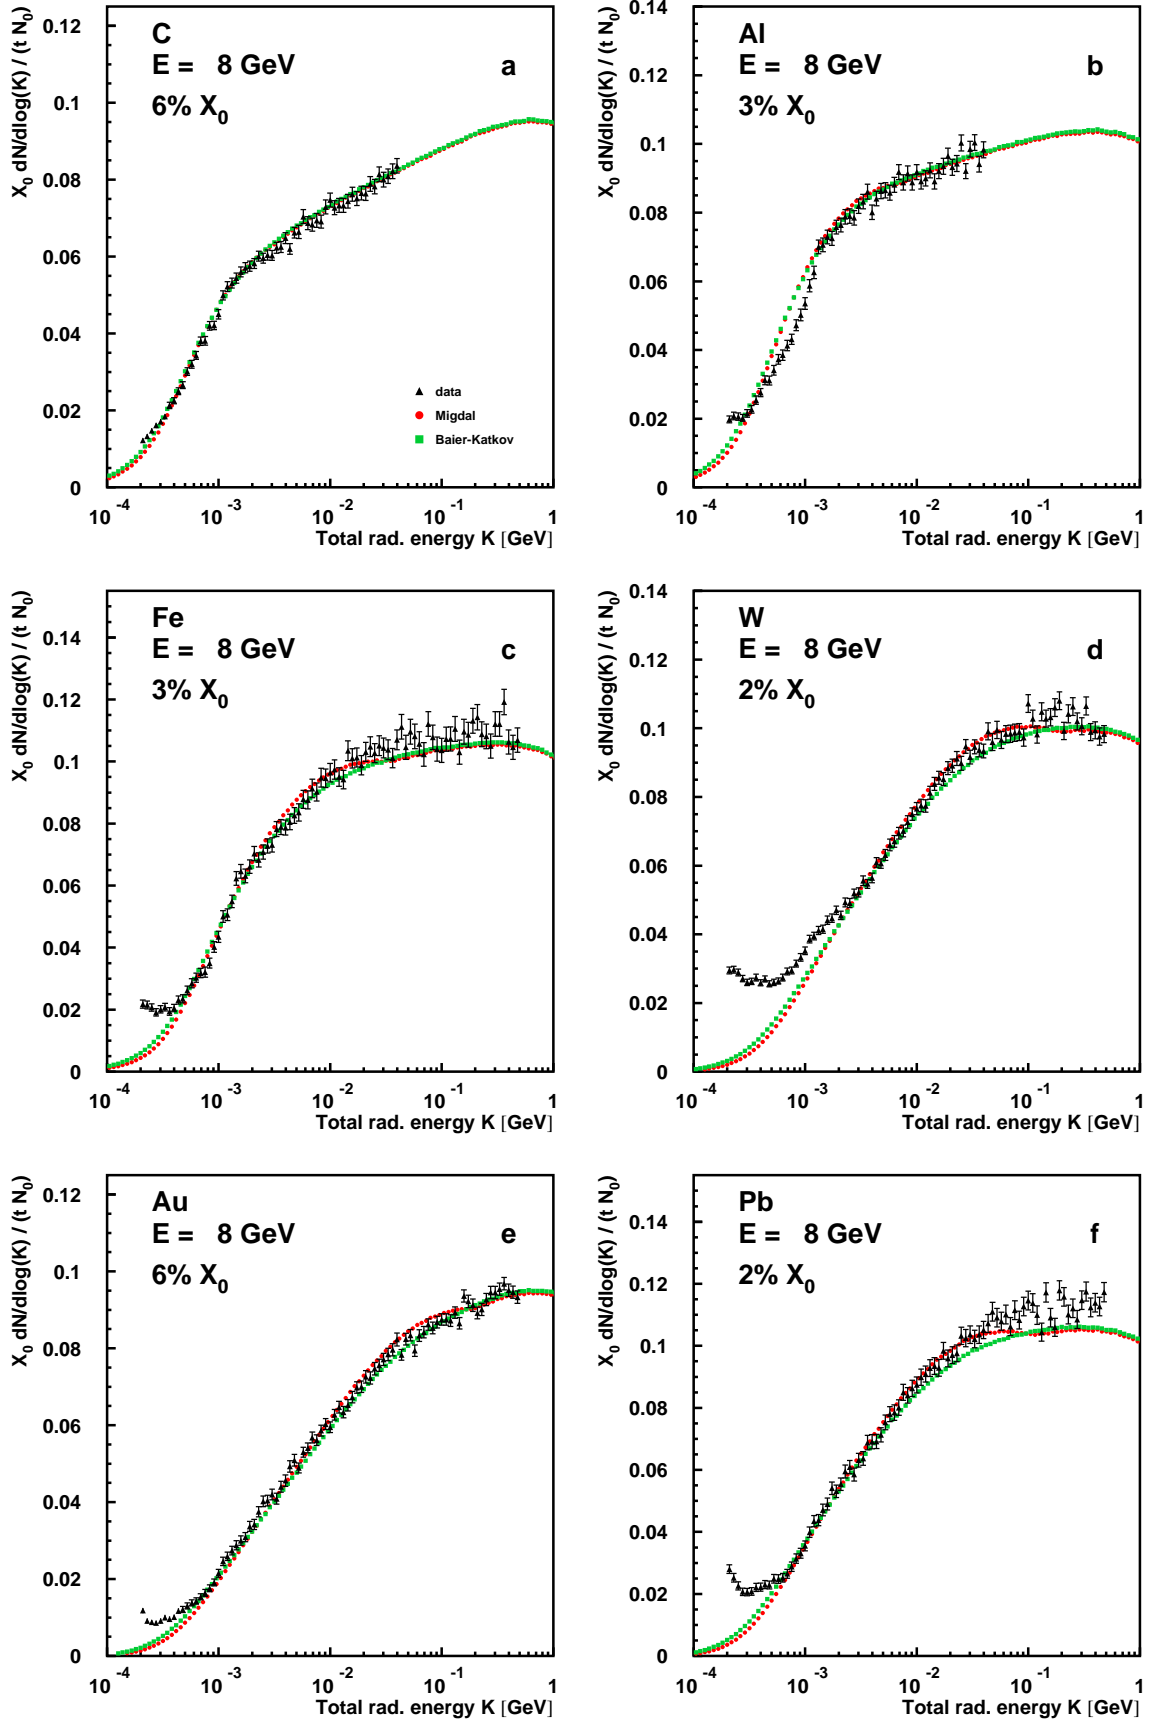 X₀ dN/dlog(K) / (t N₀)
C
E = 8 GeV
6% X₀
a
data
Migdal
Baier-Katkov
0.12
0.1
0.08
0.06
0.04
0.02
0
10⁻⁴ 10⁻³ 10⁻² 10⁻¹ 1
Total rad. energy K [GeV]
X₀ dN/dlog(K) / (t N₀)
Al
E = 8 GeV
3% X₀
b
0.14
0.12
0.1
0.08
0.06
0.04
0.02
0
10⁻⁴ 10⁻³ 10⁻² 10⁻¹ 1
Total rad. energy K [GeV]
X₀ dN/dlog(K) / (t N₀)
Fe
E = 8 GeV
3% X₀
c
0.14
0.12
0.1
0.08
0.06
0.04
0.02
0
10⁻⁴ 10⁻³ 10⁻² 10⁻¹ 1
Total rad. energy K [GeV]
X₀ dN/dlog(K) / (t N₀)
W
E = 8 GeV
2% X₀
d
0.14
0.12
0.1
0.08
0.06
0.04
0.02
0
10⁻⁴ 10⁻³ 10⁻² 10⁻¹ 1
Total rad. energy K [GeV]
X₀ dN/dlog(K) / (t N₀)
Au
E = 8 GeV
6% X₀
e
0.12
0.1
0.08
0.06
0.04
0.02
0
10⁻⁴ 10⁻³ 10⁻² 10⁻¹ 1
Total rad. energy K [GeV]
X₀ dN/dlog(K) / (t N₀)
Pb
E = 8 GeV
2% X₀
f
0.14
0.12
0.1
0.08
0.06
0.04
0.02
0
10⁻⁴ 10⁻³ 10⁻² 10⁻¹ 1
Total rad. energy K [GeV]